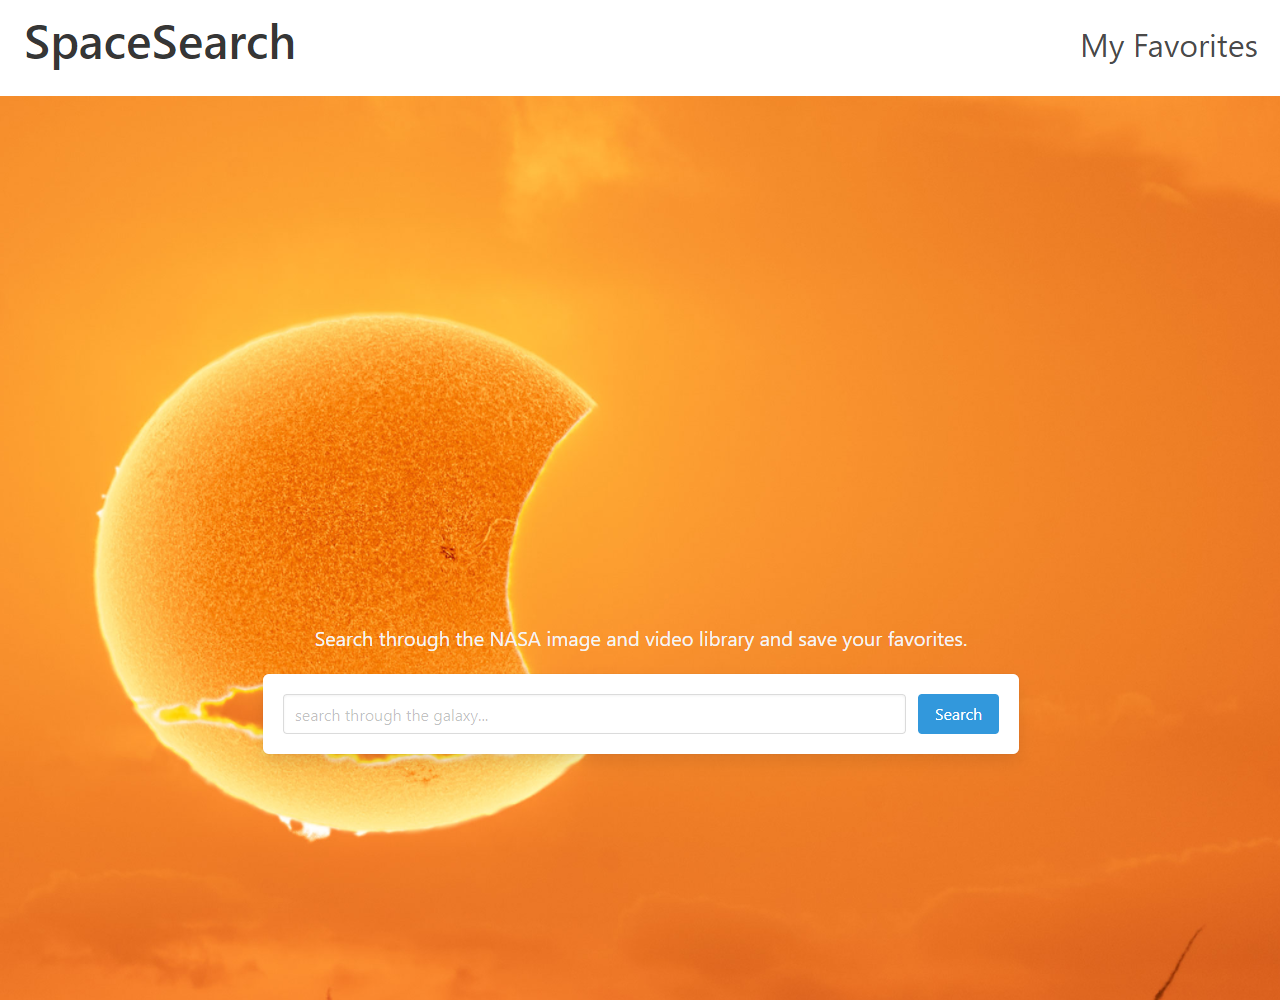 SpaceSearch
My Favorites
Search through the NASA image and video library and save your favorites.
search through the galaxy...
Search